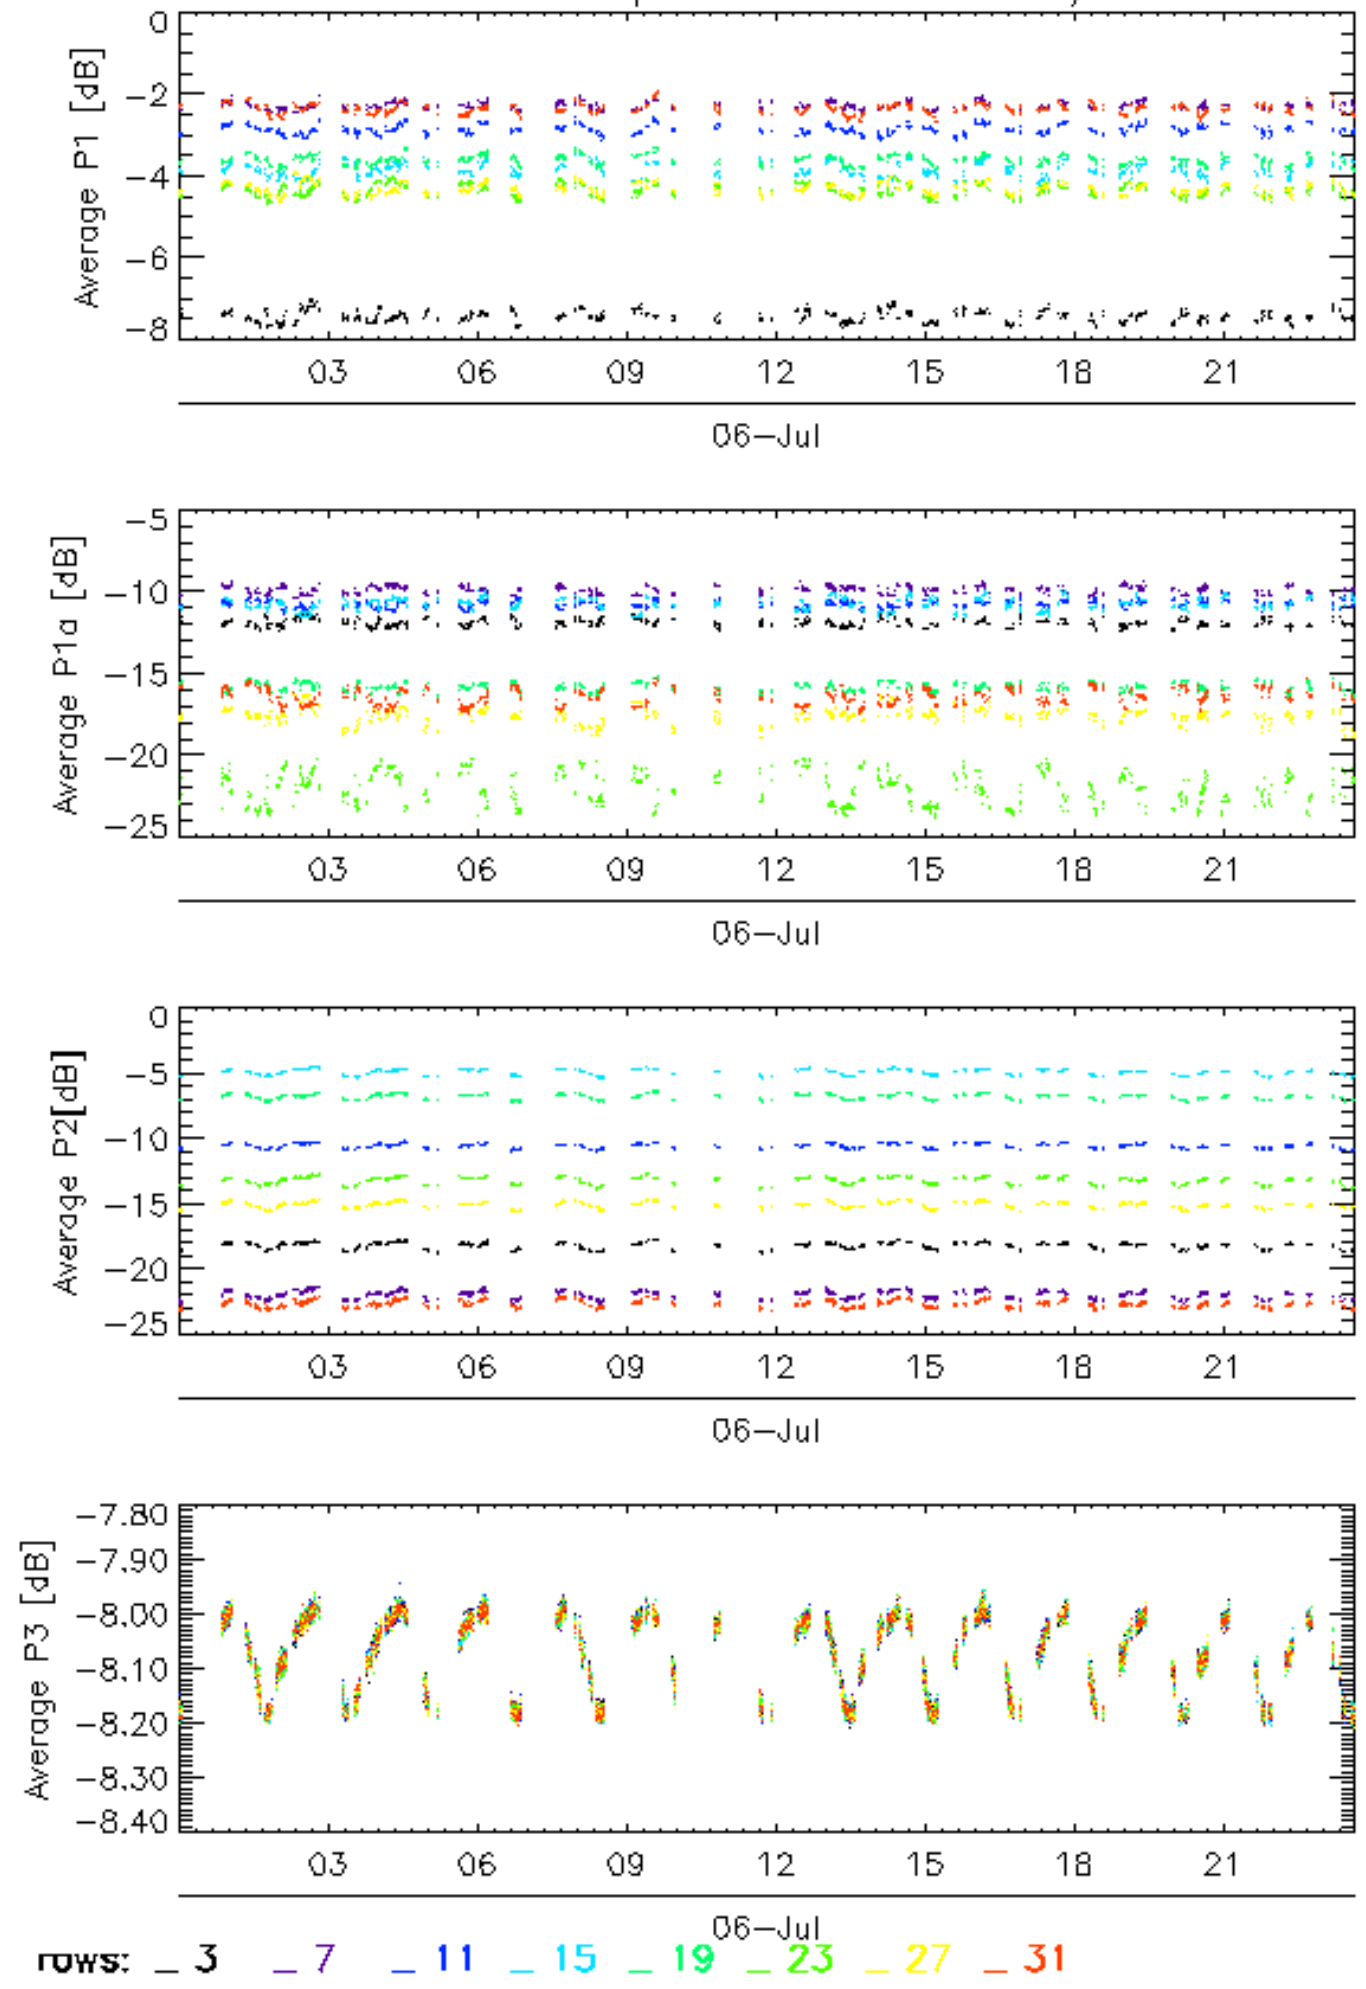 Average P1 [dB]
0
−2
−4
−6
−8
03 06 09 12 15 18 21
06−Jul
Average P1a [dB]
−5
−10
−15
−20
−25
03 06 09 12 15 18 21
06−Jul
Average P2[dB]
0
−5
−10
−15
−20
−25
03 06 09 12 15 18 21
06−Jul
Average P3 [dB]
−7.80
−7.90
−8.00
−8.10
−8.20
−8.30
−8.40
03 06 09 12 15 18 21
06−Jul
rows: _ 3 _ 7 _ 11 _ 15 _ 19 _ 23 _ 27 _ 31